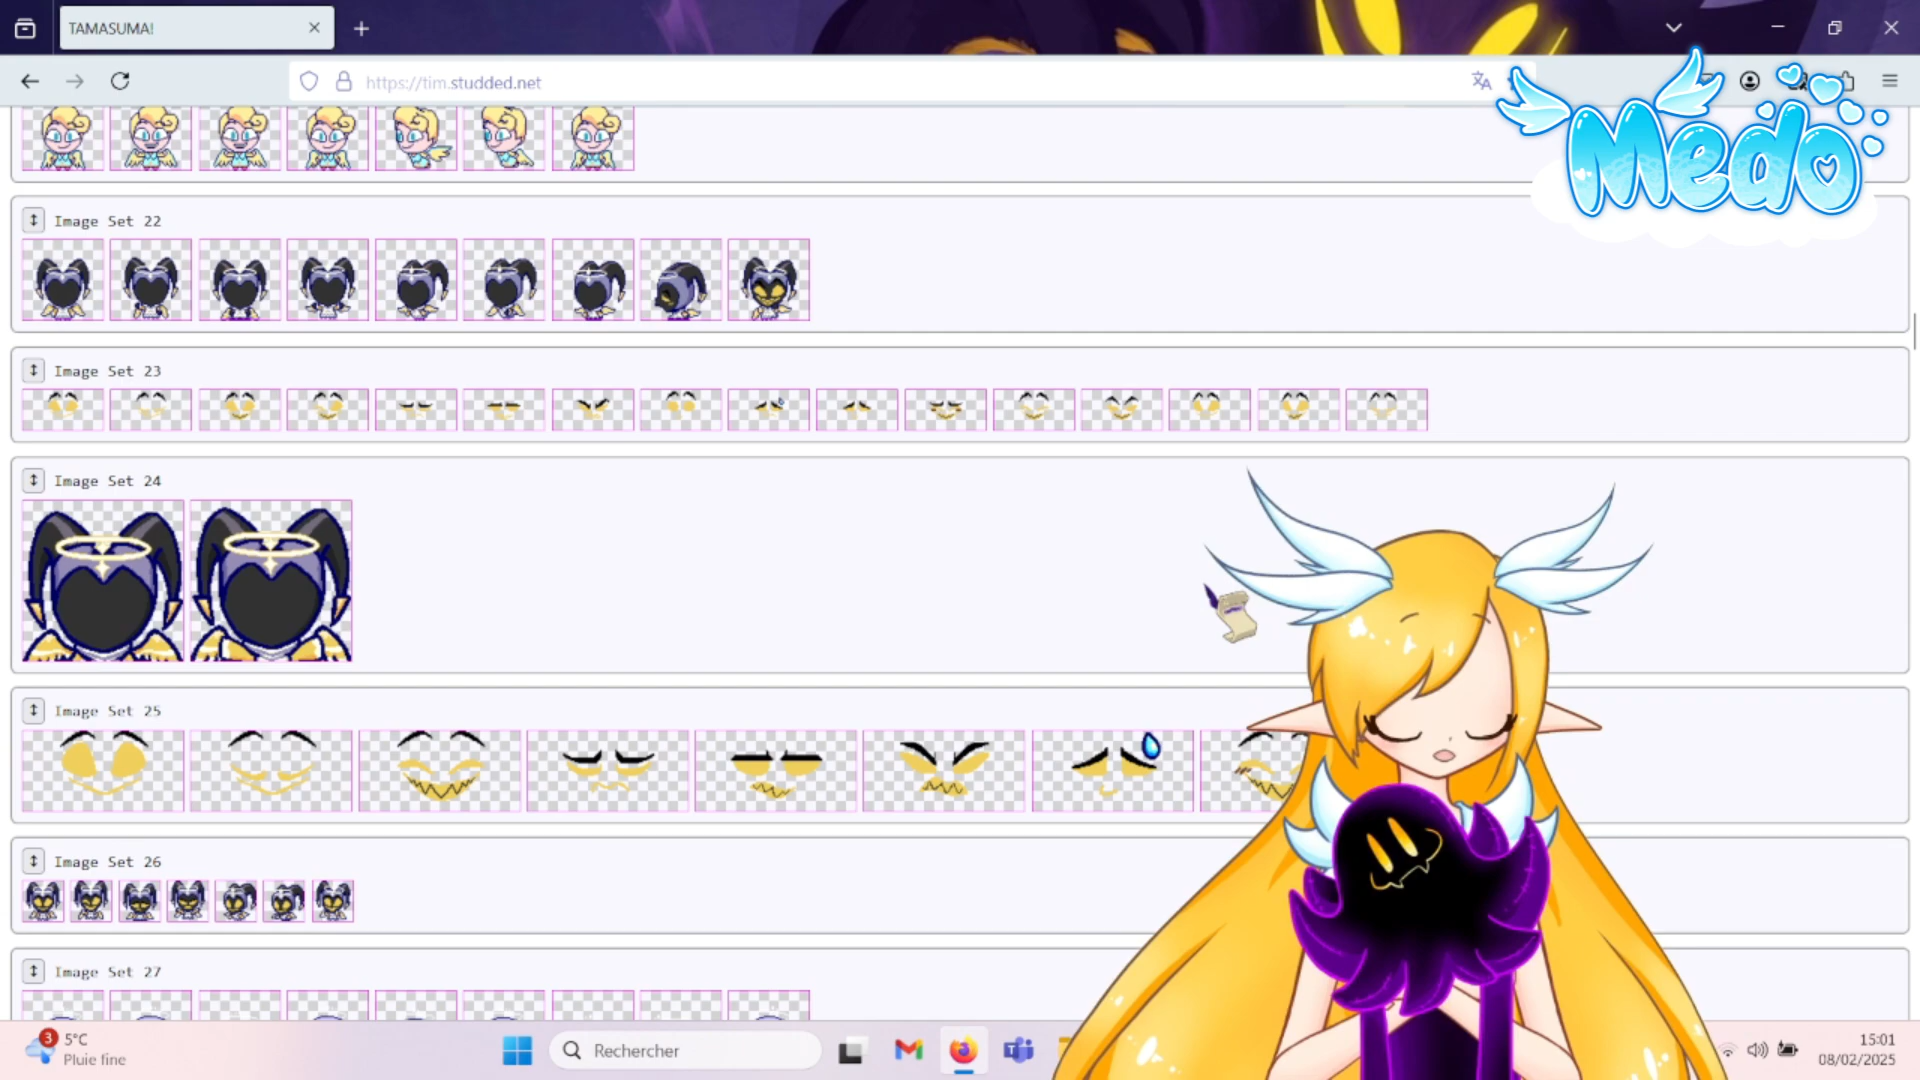 TAMASUMA!
https://tim.studded.net
Medo
Image Set 22
Image Set 23
Image Set 24
Image Set 25
Image Set 26
Image Set 27
3
5°C
Pluie fine
Rechercher
15:01
08/02/2025